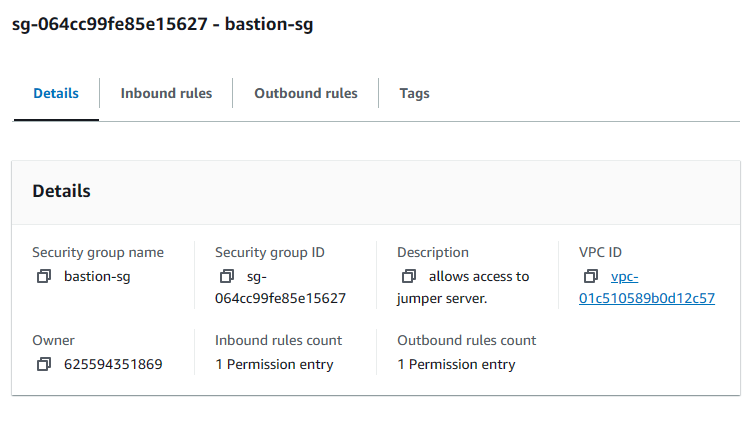 sg-064cc99fe85e15627 - bastion-sg
Details
Inbound rules
Outbound rules
Tags
Details
Security group name
bastion-sg
Security group ID
sg-
064cc99fe85e15627
Description
allows access to
jumper server.
VPC ID
vpc-
01c510589b0d12c57
Owner
625594351869
Inbound rules count
1 Permission entry
Outbound rules count
1 Permission entry